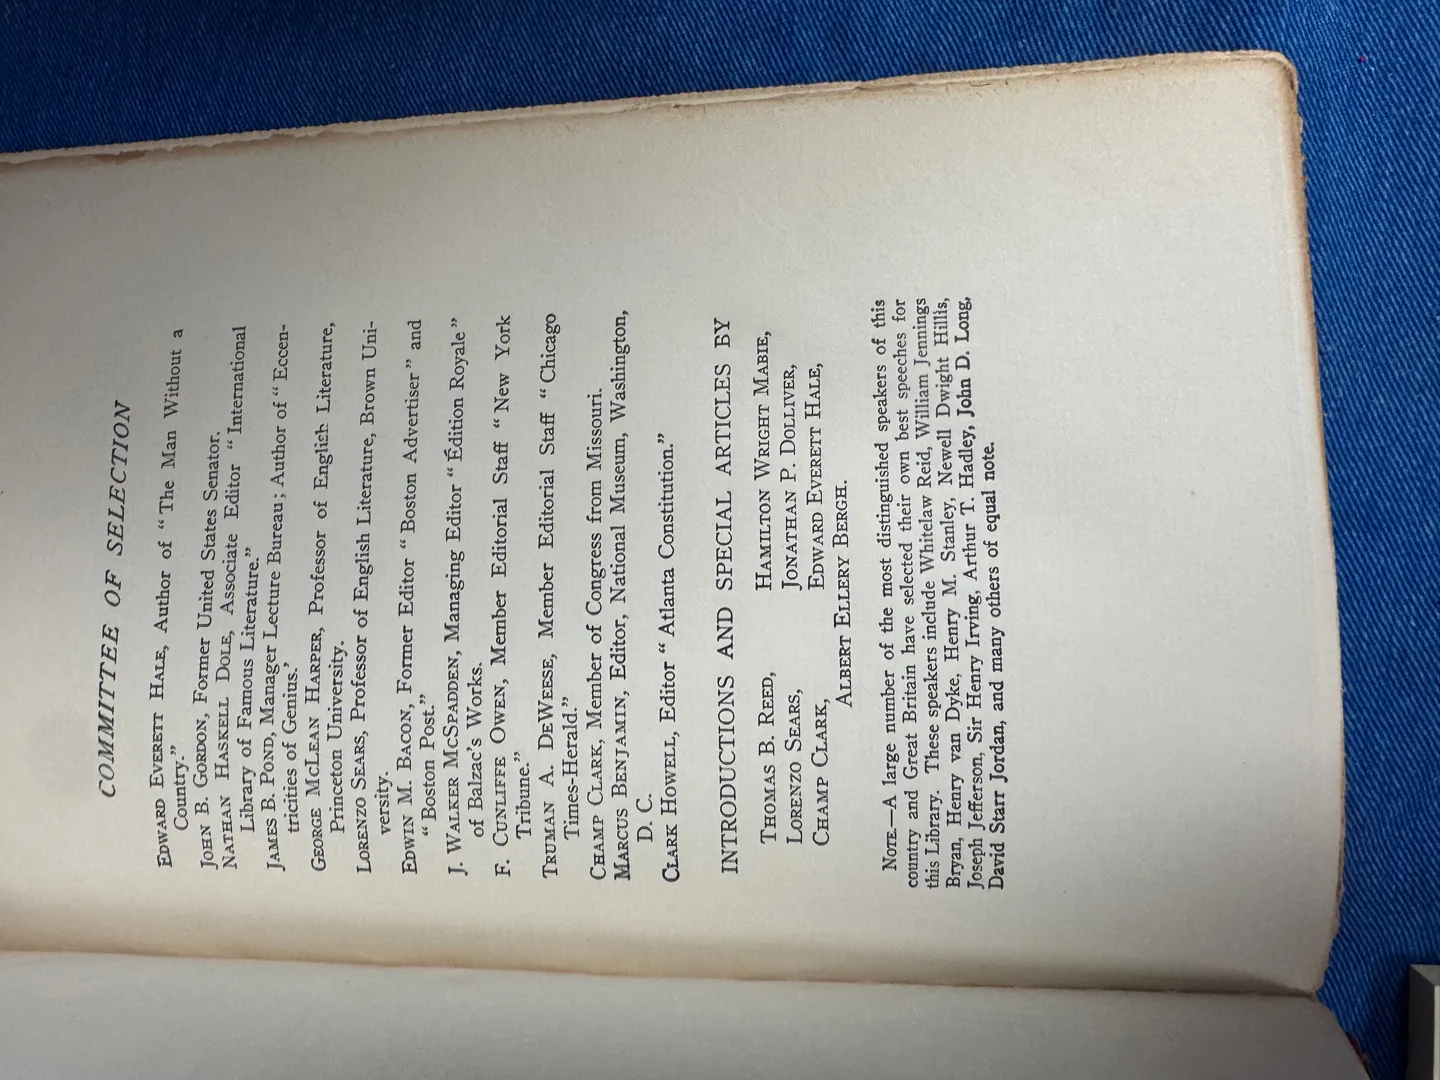 COMMITTEE OF SELECTION
EDWARD EVERETT HALE, Author of “ The Man Without a
Country.”
JOHN B. GORDON, Former United States Senator.
NATHAN HASKELL DOLE, Associate Editor “ International
Library of Famous Literature.”
JAMES B. POND, Manager Lecture Bureau ; Author of “ Eccen-
tricities of Genius.’
GEORGE MCLEAN HARPER, Professor of English Literature,
Princeton University.
LORENZO SEARS, Professor of English Literature, Brown Uni-
versity.
EDWIN M. BACON, Former Editor “ Boston Advertiser ” and
“ Boston Post.”
J. WALKER MCSPADDEN, Managing Editor “ Édition Royale ”
of Balzac’s Works.
F. CUNLIFFE OWEN, Member Editorial Staff “ New York
Tribune.”
TRUMAN A. DEWEESE, Member Editorial Staff “ Chicago
Times-Herald.”
CHAMP CLARK, Member of Congress from Missouri.
MARCUS BENJAMIN, Editor, National Museum, Washington,
D. C.
CLARK HOWELL, Editor “ Atlanta Constitution.”
INTRODUCTIONS AND SPECIAL ARTICLES BY
THOMAS B. REED, HAMILTON WRIGHT MABIE,
LORENZO SEARS, JONATHAN P. DOLLIVER,
CHAMP CLARK, EDWARD EVERETT HALE,
ALBERT ELLERY BERGH.
NOTE.—A large number of the most distinguished speakers of this
country and Great Britain have selected their own best speeches for
this Library. These speakers include Whitelaw Reid, William Jennings
Bryan, Henry van Dyke, Henry M. Stanley, Newell Dwight Hillis,
Joseph Jefferson, Sir Henry Irving, Arthur T. Hadley, John D. Long,
David Starr Jordan, and many others of equal note.